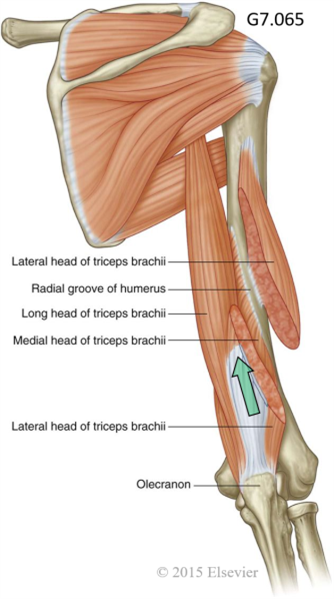 G7.065
Lateral head of triceps brachii
Radial groove of humerus
Long head of triceps brachii
Medial head of triceps brachii
Lateral head of triceps brachii
Olecranon
© 2015 Elsevier